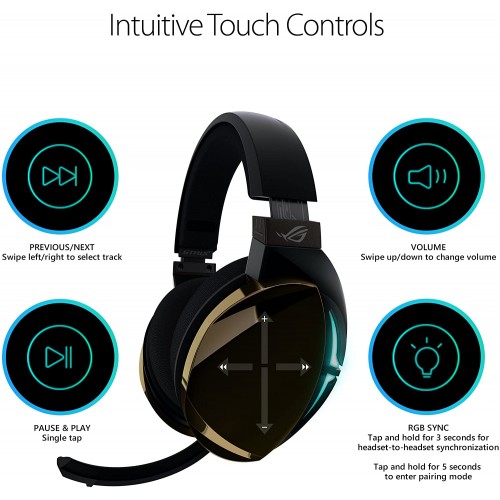 Intuitive Touch Controls
PREVIOUS/NEXT
Swipe left/right to select track
VOLUME
Swipe up/down to change volume
PAUSE & PLAY
Single tap
RGB SYNC
Tap and hold for 3 seconds for
headset-to-headset synchronization
Tap and hold for 5 seconds
to enter pairing mode